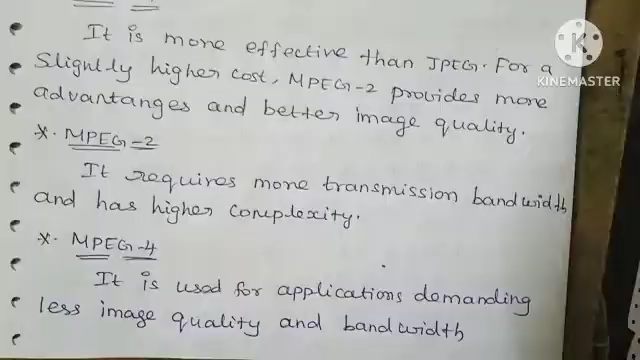 It is more effective than JPEG. For a
Slightly higher cost, MPEG-2 provides more
advantanges and better image quality.
*. MPEG-2
It requires more transmission bandwidth
and has higher complexity.
*. MPEG-4
It is used for applications demanding
less image quality and bandwidth
KINEMASTER